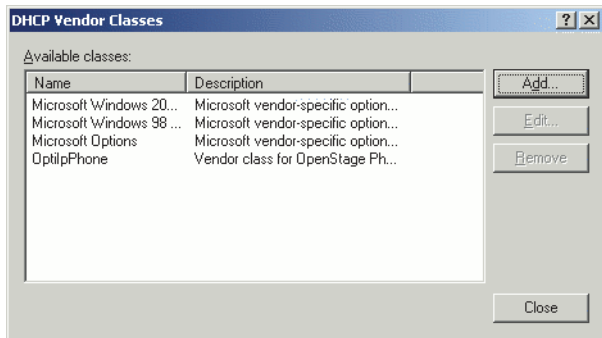 DHCP Vendor Classes
Available classes:
Name Description
Microsoft Windows 20... Microsoft vendor-specific option...
Microsoft Windows 98 ... Microsoft vendor-specific option...
Microsoft Options Microsoft vendor-specific option...
OptiIpPhone Vendor class for OpenStage Ph...
Add...
Edit...
Remove
Close